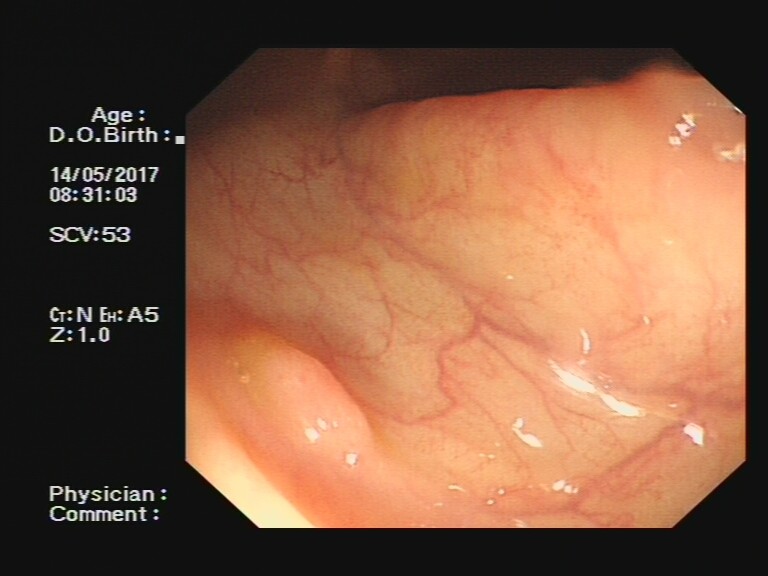 Age:
D.O.Birth:
14/05/2017
08:31:03
SCV:53
CT:N EH:A5
Z:1.0
Physician:
Comment: